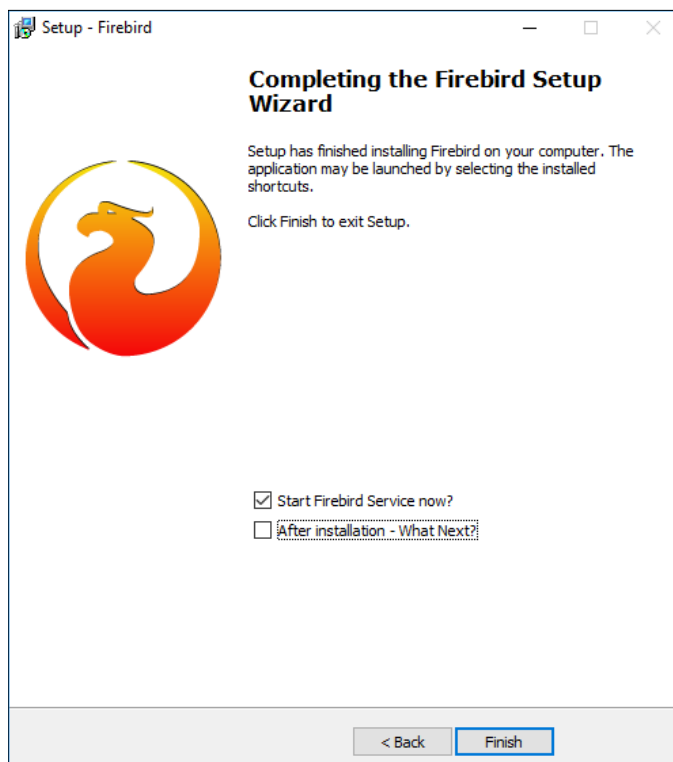 Setup - Firebird
Completing the Firebird Setup
Wizard
Setup has finished installing Firebird on your computer. The
application may be launched by selecting the installed
shortcuts.
Click Finish to exit Setup.
Start Firebird Service now?
After installation - What Next?
< Back
Finish